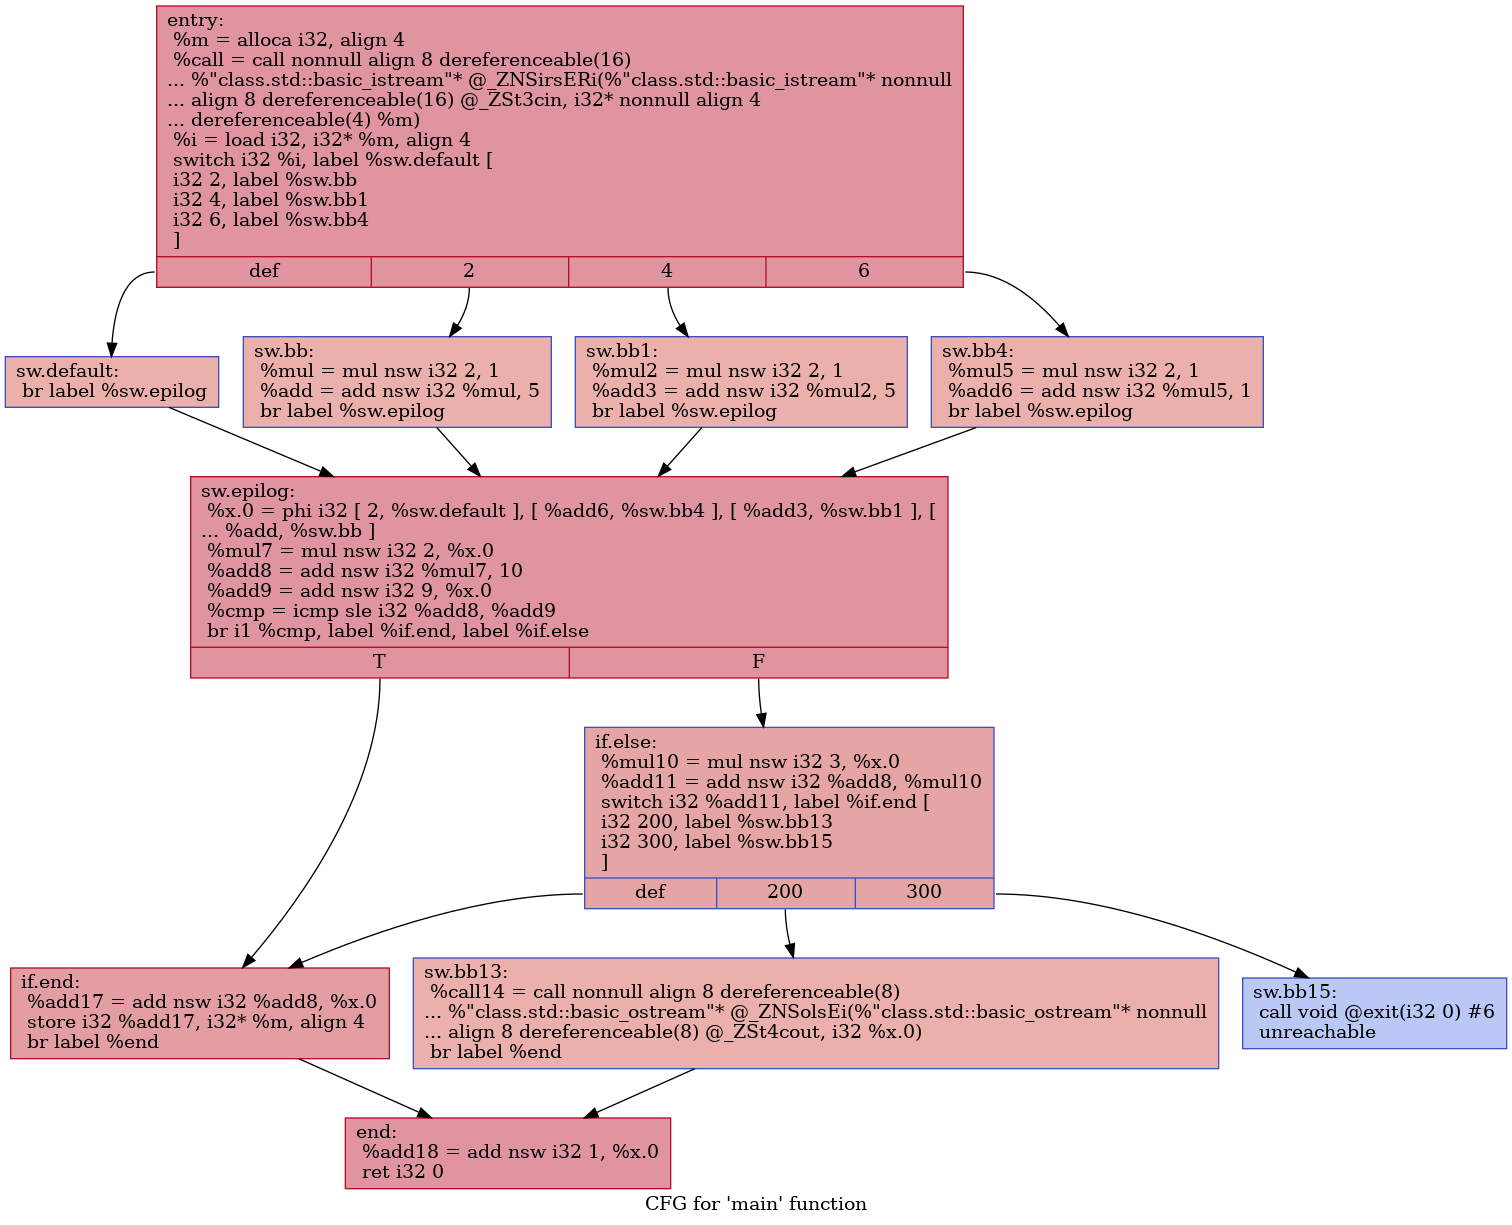 entry:
%m = alloca i32, align 4
%call = call nonnull align 8 dereferenceable(16)
... %"class.std::basic_istream"* @_ZNSirsERi(%"class.std::basic_istream"* nonnull
... align 8 dereferenceable(16) @_ZSt3cin, i32* nonnull align 4
... dereferenceable(4) %m)
%i = load i32, i32* %m, align 4
switch i32 %i, label %sw.default [
i32 2, label %sw.bb
i32 4, label %sw.bb1
i32 6, label %sw.bb4
]
def 2 4 6
sw.default:
br label %sw.epilog
sw.bb:
%mul = mul nsw i32 2, 1
%add = add nsw i32 %mul, 5
br label %sw.epilog
sw.bb1:
%mul2 = mul nsw i32 2, 1
%add3 = add nsw i32 %mul2, 5
br label %sw.epilog
sw.bb4:
%mul5 = mul nsw i32 2, 1
%add6 = add nsw i32 %mul5, 1
br label %sw.epilog
sw.epilog:
%x.0 = phi i32 [ 2, %sw.default ], [ %add6, %sw.bb4 ], [ %add3, %sw.bb1 ], [
... %add, %sw.bb ]
%mul7 = mul nsw i32 2, %x.0
%add8 = add nsw i32 %mul7, 10
%add9 = add nsw i32 9, %x.0
%cmp = icmp sle i32 %add8, %add9
br i1 %cmp, label %if.end, label %if.else
T F
if.else:
%mul10 = mul nsw i32 3, %x.0
%add11 = add nsw i32 %add8, %mul10
switch i32 %add11, label %if.end [
i32 200, label %sw.bb13
i32 300, label %sw.bb15
]
def 200 300
if.end:
%add17 = add nsw i32 %add8, %x.0
store i32 %add17, i32* %m, align 4
br label %end
sw.bb13:
%call14 = call nonnull align 8 dereferenceable(8)
... %"class.std::basic_ostream"* @_ZNSolsEi(%"class.std::basic_ostream"* nonnull
... align 8 dereferenceable(8) @_ZSt4cout, i32 %x.0)
br label %end
sw.bb15:
call void @exit(i32 0) #6
unreachable
end:
%add18 = add nsw i32 1, %x.0
ret i32 0
CFG for 'main' function